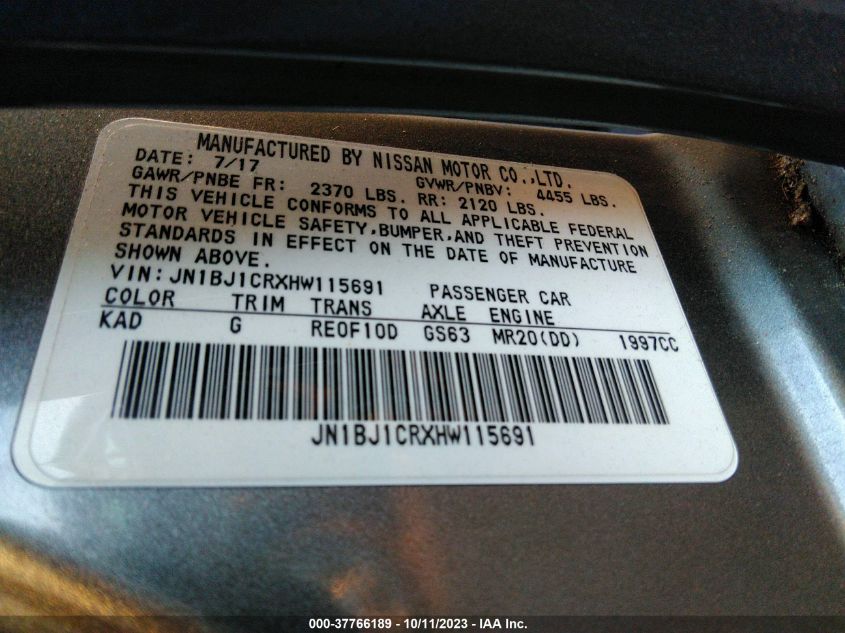 MANUFACTURED BY NISSAN MOTOR CO.,LTD.
DATE: 7/17 GVWR/PNBV: 4455 LBS.
GAWR/PNBE FR: 2370 LBS. RR: 2120 LBS.
THIS VEHICLE CONFORMS TO ALL APPLICABLE FEDERAL
MOTOR VEHICLE SAFETY,BUMPER,AND THEFT PREVENTION
STANDARDS IN EFFECT ON THE DATE OF MANUFACTURE
SHOWN ABOVE.
VIN: JN1BJ1CRXHW115691 PASSENGER CAR
COLOR TRIM TRANS AXLE ENGINE
KAD G RE0F10D GS63 MR20(DD) 1997CC
JN1BJ1CRXHW115691
000-37766189 - 10/11/2023 - IAA Inc.